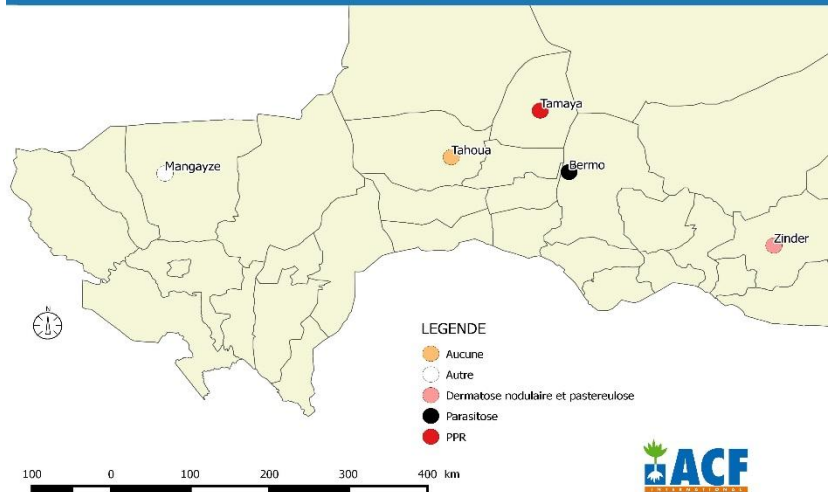 Tamaya
Tahoua
Mangayze
Bermo
Zinder
N
LEGENDE
Aucune
Autre
Dermatose nodulaire et pastereulose
Parasitose
PPR
100 0 100 200 300 400 km
ACF
INTERNATIONAL